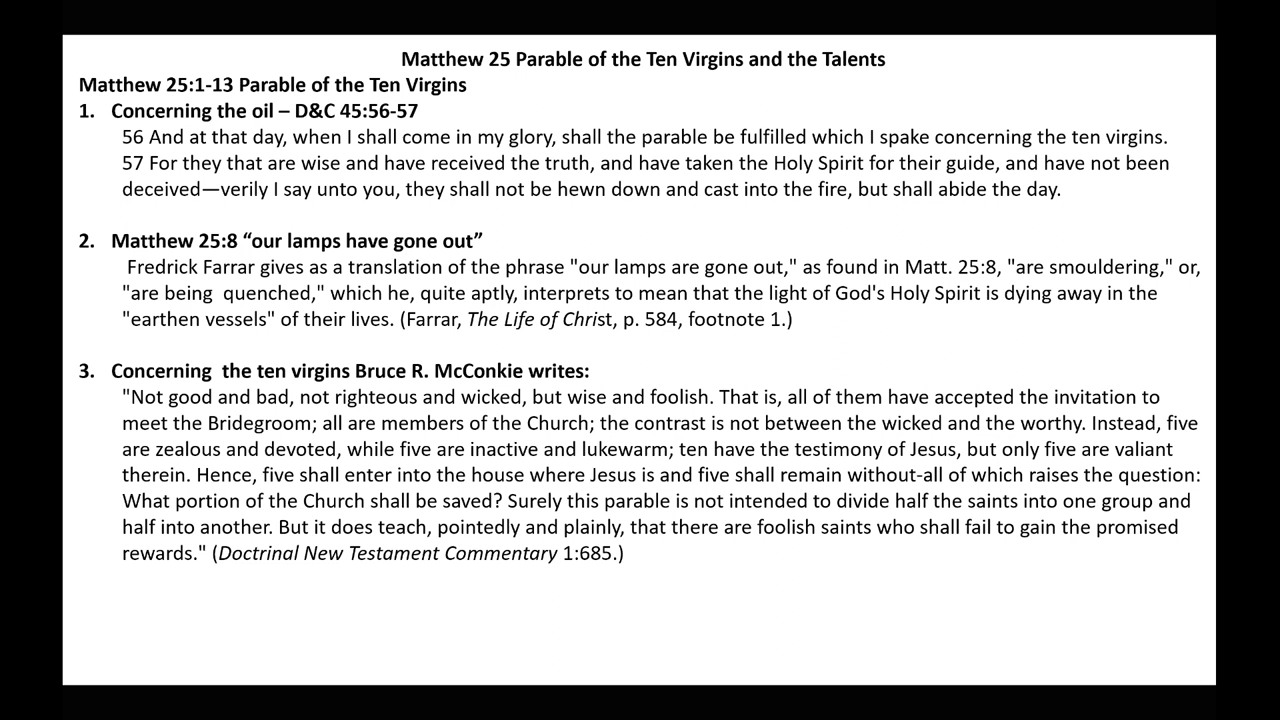 Matthew 25 Parable of the Ten Virgins and the Talents
Matthew 25:1-13 Parable of the Ten Virgins
1. Concerning the oil – D&C 45:56-57
56 And at that day, when I shall come in my glory, shall the parable be fulfilled which I spake concerning the ten virgins.
57 For they that are wise and have received the truth, and have taken the Holy Spirit for their guide, and have not been
deceived—verily I say unto you, they shall not be hewn down and cast into the fire, but shall abide the day.
2. Matthew 25:8 “our lamps have gone out”
Fredrick Farrar gives as a translation of the phrase "our lamps are gone out," as found in Matt. 25:8, "are smouldering," or,
"are being quenched," which he, quite aptly, interprets to mean that the light of God's Holy Spirit is dying away in the
"earthen vessels" of their lives. (Farrar, The Life of Christ, p. 584, footnote 1.)
3. Concerning the ten virgins Bruce R. McConkie writes:
"Not good and bad, not righteous and wicked, but wise and foolish. That is, all of them have accepted the invitation to
meet the Bridegroom; all are members of the Church; the contrast is not between the wicked and the worthy. Instead, five
are zealous and devoted, while five are inactive and lukewarm; ten have the testimony of Jesus, but only five are valiant
therein. Hence, five shall enter into the house where Jesus is and five shall remain without-all of which raises the question:
What portion of the Church shall be saved? Surely this parable is not intended to divide half the saints into one group and
half into another. But it does teach, pointedly and plainly, that there are foolish saints who shall fail to gain the promised
rewards." (Doctrinal New Testament Commentary 1:685.)